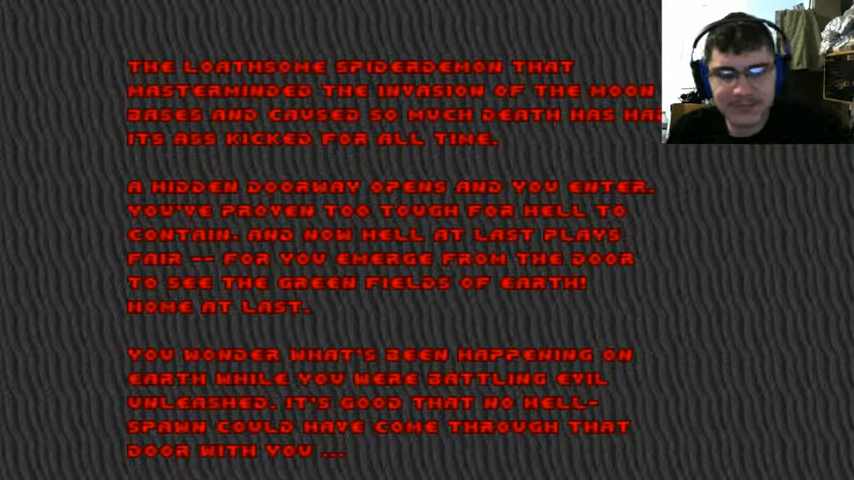 THE LOATHSOME SPIDERDEMON THAT
MASTERMINDED THE INVASION OF THE MOON
BASES AND CAUSED SO MUCH DEATH HAS HA
ITS ASS KICKED FOR ALL TIME.
A HIDDEN DOORWAY OPENS AND YOU ENTER.
YOU'VE PROVEN TOO TOUGH FOR HELL TO
CONTAIN, AND NOW HELL AT LAST PLAYS
FAIR -- FOR YOU EMERGE FROM THE DOOR
TO SEE THE GREEN FIELDS OF EARTH!
HOME AT LAST.
YOU WONDER WHAT'S BEEN HAPPENING ON
EARTH WHILE YOU WERE BATTLING EVIL
UNLEASHED. IT'S GOOD THAT NO HELL-
SPAWN COULD HAVE COME THROUGH THAT
DOOR WITH YOU ...